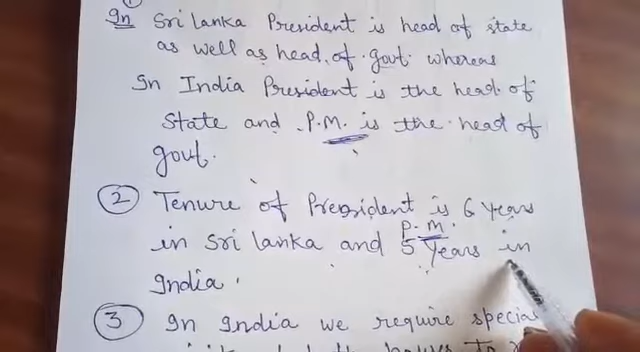 In Sri Lanka President is head of state
as well as head of govt. whereas
In India President is the head of
State and P.M. is the head of
govt.
② Tenure of President is 6 years
P.M.
in Sri lanka and 5 Years in
India.
③ In India we require special
houses to